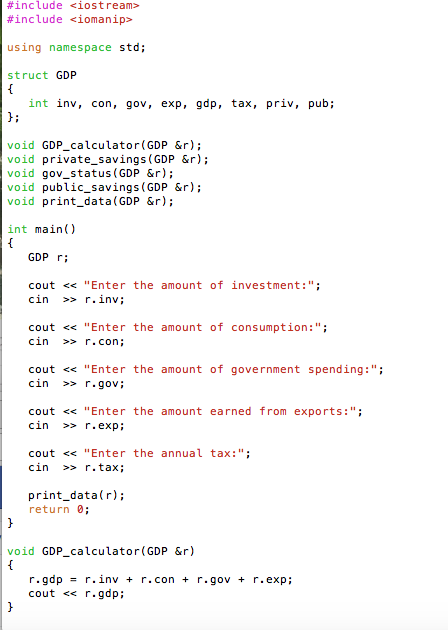 #include <iostream>
#include <iomanip>
using namespace std;
struct GDP
{
int inv, con, gov, exp, gdp, tax, priv, pub;
};
void GDP_calculator(GDP &r);
void private_savings(GDP &r);
void gov_status(GDP &r);
void public_savings(GDP &r);
void print_data(GDP &r);
int main()
{
GDP r;
cout << "Enter the amount of investment:";
cin  >> r.inv;
cout << "Enter the amount of consumption:";
cin  >> r.con;
cout << "Enter the amount of government spending:";
cin  >> r.gov;
cout << "Enter the amount earned from exports:";
cin  >> r.exp;
cout << "Enter the annual tax:";
cin  >> r.tax;
print_data(r);
return 0;
}
void GDP_calculator(GDP &r)
{
r.gdp = r.inv + r.con + r.gov + r.exp;
cout << r.gdp;
}